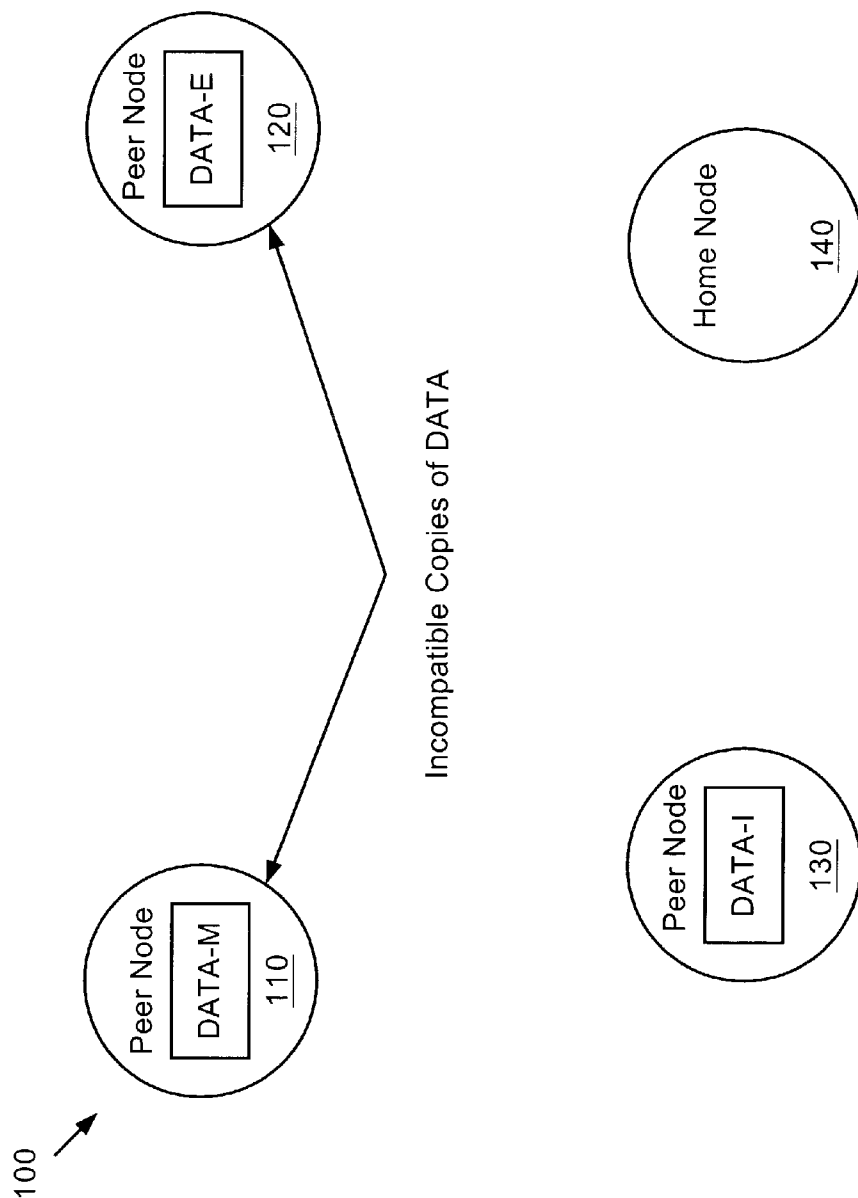 100
Peer Node
DATA-M
110
Peer Node
DATA-E
120
Incompatible Copies of DATA
Peer Node
DATA-I
130
Home Node
140